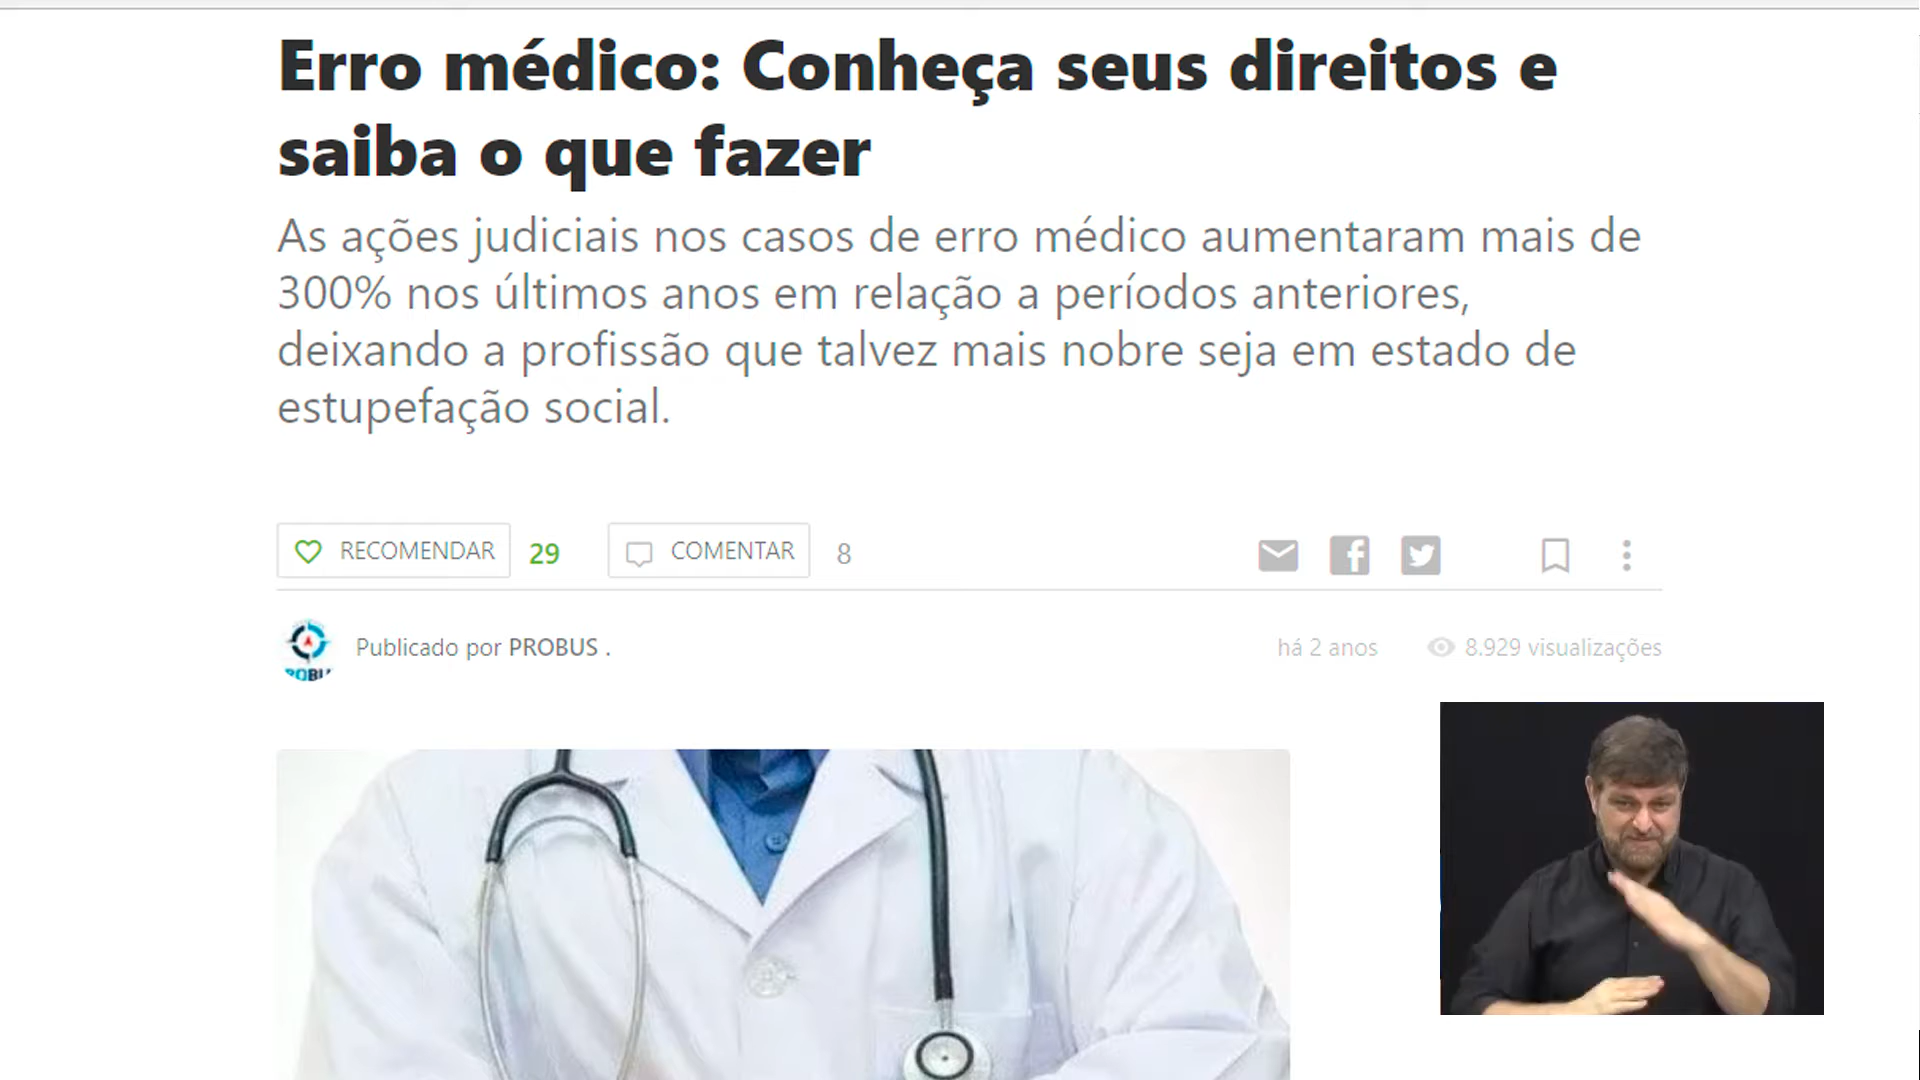 Erro médico: Conheça seus direitos e
saiba o que fazer
As ações judiciais nos casos de erro médico aumentaram mais de
300% nos últimos anos em relação a períodos anteriores,
deixando a profissão que talvez mais nobre seja em estado de
estupefação social.
RECOMENDAR 29 COMENTAR 8
Publicado por PROBUS . há 2 anos 8.929 visualizações